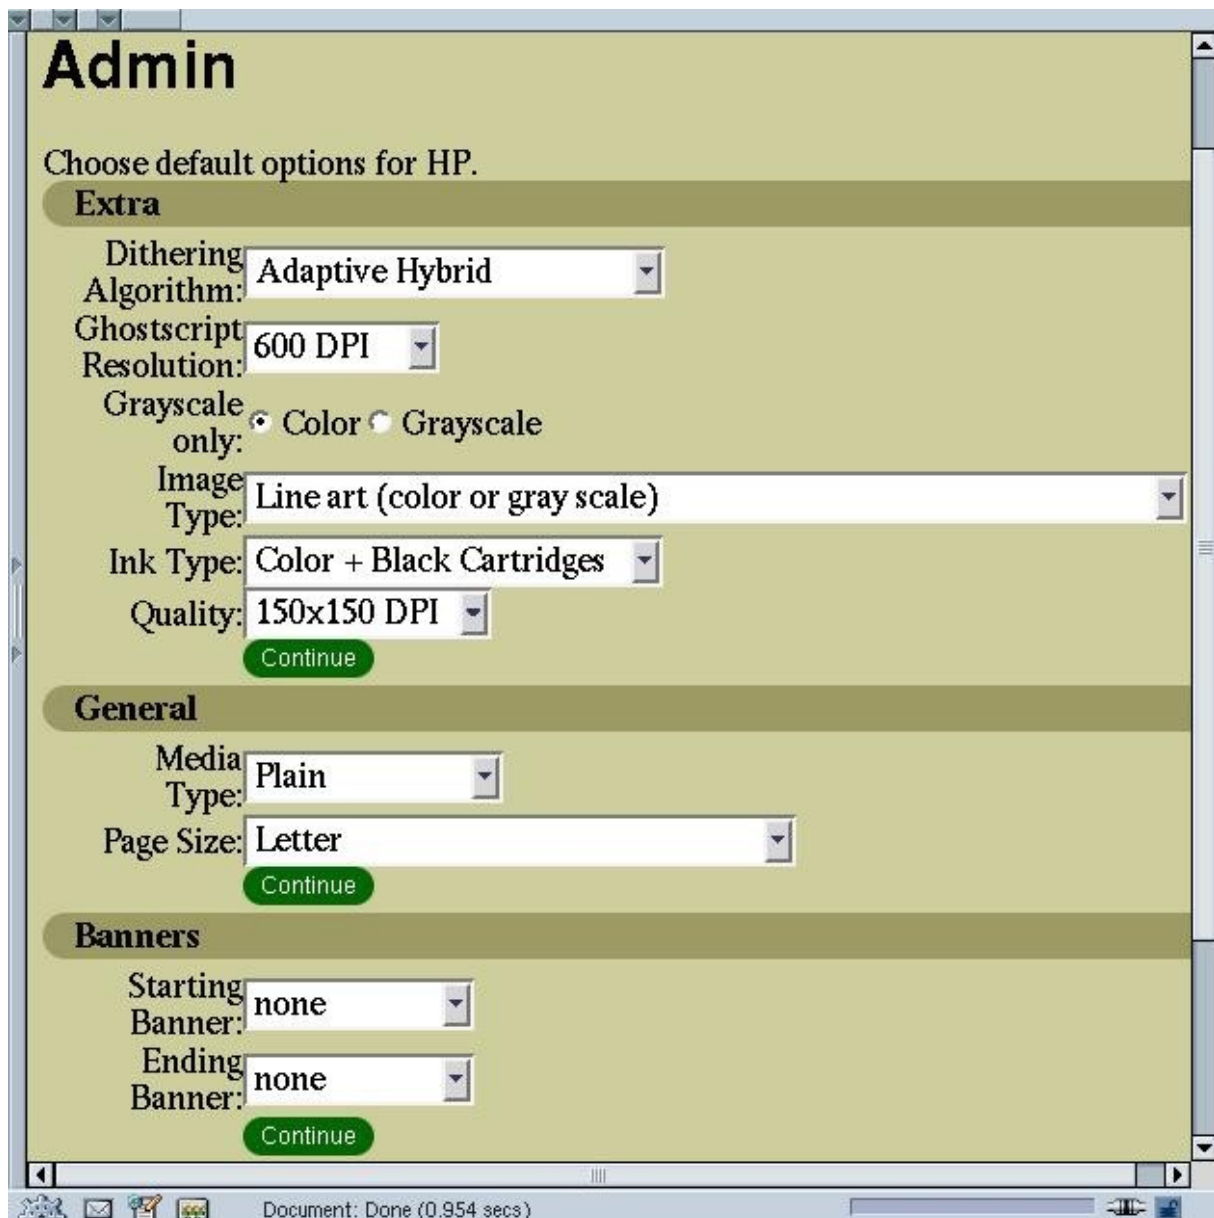 Admin
Choose default options for HP.
Extra
Dithering
Algorithm: Adaptive Hybrid
Ghostscript
Resolution: 600 DPI
Grayscale
only: Color Grayscale
Image
Type: Line art (color or gray scale)
Ink Type: Color + Black Cartridges
Quality: 150x150 DPI
Continue
General
Media
Type: Plain
Page Size: Letter
Continue
Banners
Starting
Banner: none
Ending
Banner: none
Continue
Document: Done (0.954 secs)